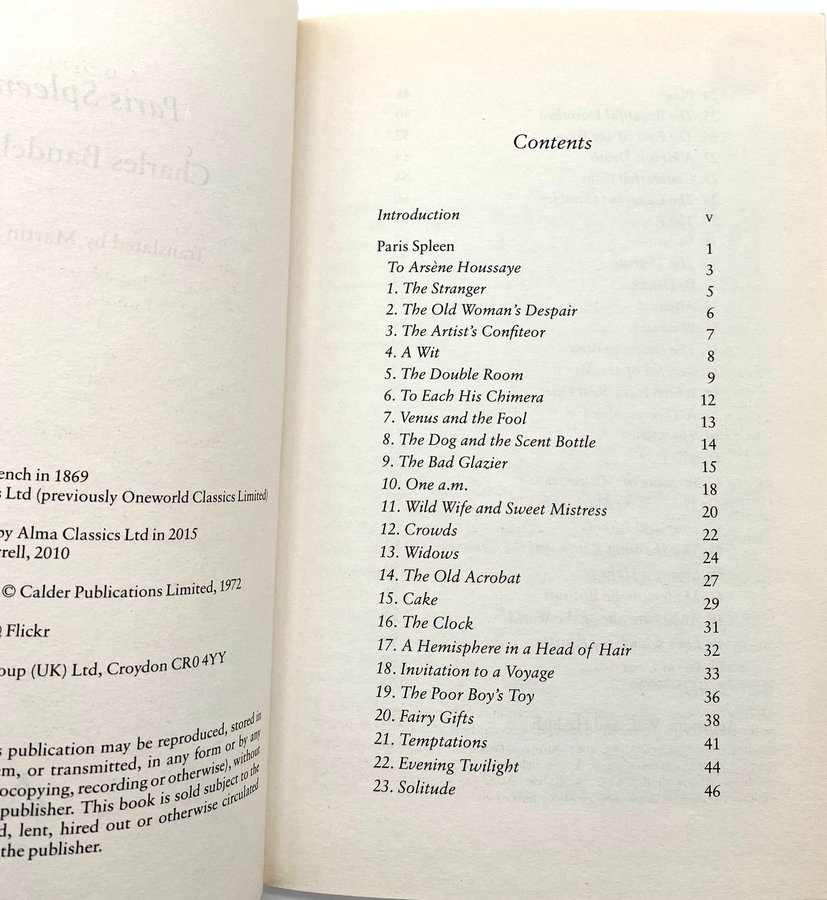 Paris Spleen
Charles Baudel
Translated by Martin
ench in 1869
s Ltd (previously Oneworld Classics Limited)
by Alma Classics Ltd in 2015
rrell, 2010
© Calder Publications Limited, 1972
Flickr
oup (UK) Ltd, Croydon CR0 4YY
s publication may be reproduced, stored in
m, or transmitted, in any form or by any
ocopying, recording or otherwise), without
publisher. This book is sold subject to the
d, lent, hired out or otherwise circulated
the publisher.
Contents
Introduction v
Paris Spleen 1
To Arsène Houssaye 3
1. The Stranger 5
2. The Old Woman's Despair 6
3. The Artist's Confiteor 7
4. A Wit 8
5. The Double Room 9
6. To Each His Chimera 12
7. Venus and the Fool 13
8. The Dog and the Scent Bottle 14
9. The Bad Glazier 15
10. One a.m. 18
11. Wild Wife and Sweet Mistress 20
12. Crowds 22
13. Widows 24
14. The Old Acrobat 27
15. Cake 29
16. The Clock 31
17. A Hemisphere in a Head of Hair 32
18. Invitation to a Voyage 33
19. The Poor Boy's Toy 36
20. Fairy Gifts 38
21. Temptations 41
22. Evening Twilight 44
23. Solitude 46